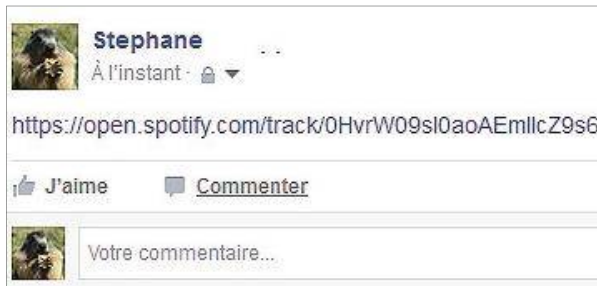 Stephane
À l'instant ·
https://open.spotify.com/track/0HvrW09sl0aoAEmllcZ9s6
J'aime Commenter
Votre commentaire...